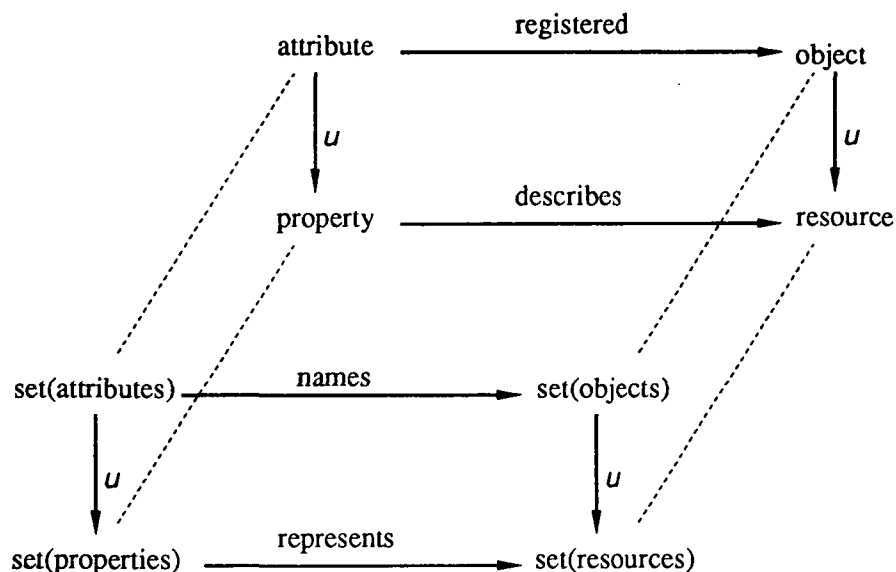 registered
attribute
object
u
u
describes
property
resource
names
set(attributes)
set(objects)
u
u
represents
set(properties)
set(resources)